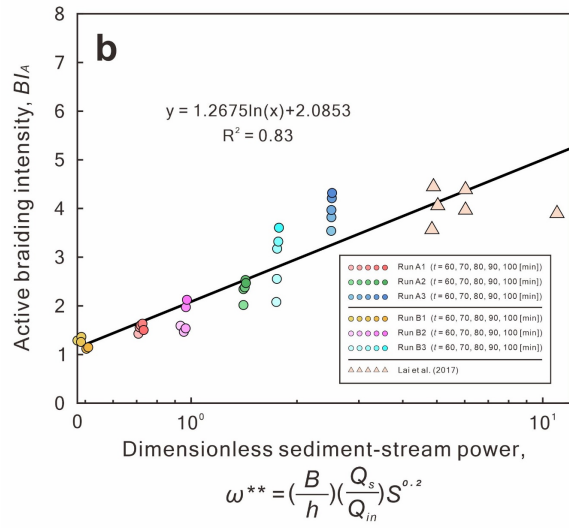 b
8
7
6
5
4
3
2
1
0
Active braiding intensity, BI_A
y = 1.2675ln(x)+2.0853
R² = 0.83
Run A1 (t = 60, 70, 80, 90, 100 [min])
Run A2 (t = 60, 70, 80, 90, 100 [min])
Run A3 (t = 60, 70, 80, 90, 100 [min])
Run B1 (t = 60, 70, 80, 90, 100 [min])
Run B2 (t = 60, 70, 80, 90, 100 [min])
Run B3 (t = 60, 70, 80, 90, 100 [min])
Lai et al. (2017)
0 10⁰ 10¹
Dimensionless sediment-stream power,
ω** = (B/h)(Q_s/Q_in)S^0.2